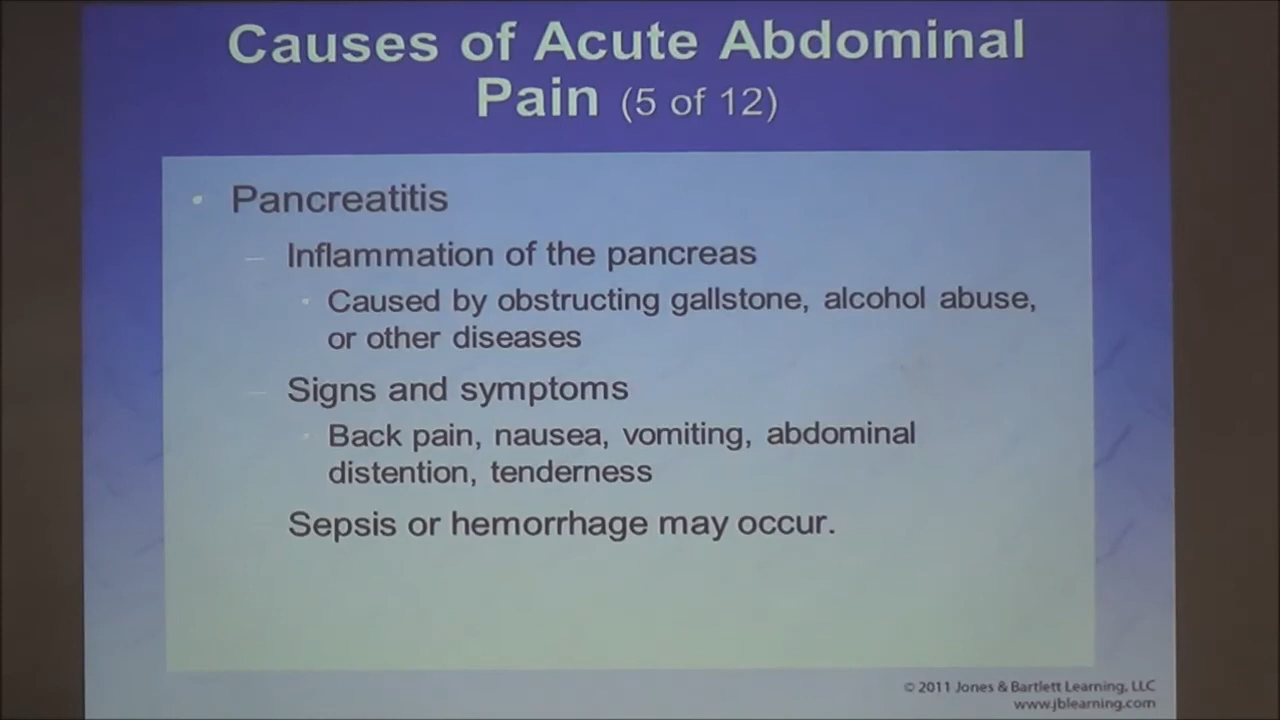 Causes of Acute Abdominal
Pain (5 of 12)
• Pancreatitis
– Inflammation of the pancreas
• Caused by obstructing gallstone, alcohol abuse,
or other diseases
– Signs and symptoms
• Back pain, nausea, vomiting, abdominal
distention, tenderness
– Sepsis or hemorrhage may occur.
© 2011 Jones & Bartlett Learning, LLC
www.jblearning.com